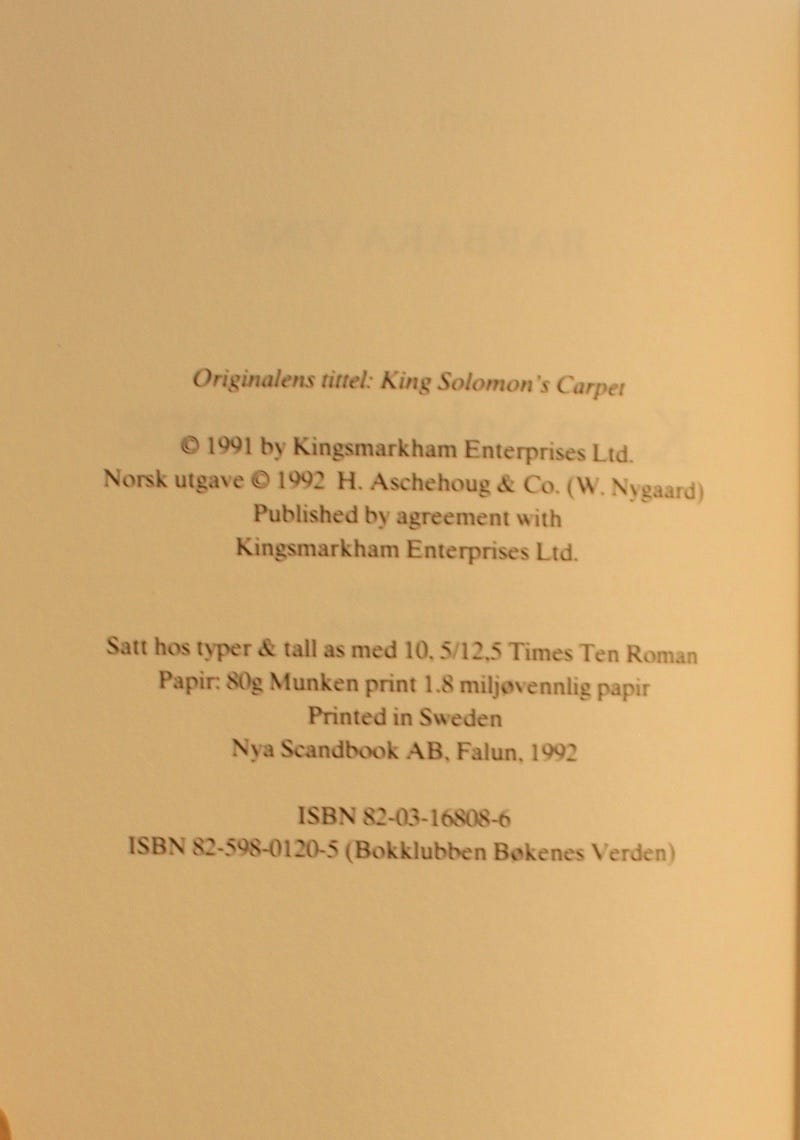 Originalens tittel: King Solomon's Carpet
© 1991 by Kingsmarkham Enterprises Ltd.
Norsk utgave © 1992 H. Aschehoug & Co. (W. Nygaard)
Published by agreement with
Kingsmarkham Enterprises Ltd.
Satt hos typer & tall as med 10, 5/12,5 Times Ten Roman
Papir: 80g Munken print 1.8 miljøvennlig papir
Printed in Sweden
Nya Scandbook AB, Falun, 1992
ISBN 82-03-16808-6
ISBN 82-598-0120-5 (Bokklubben Bøkenes Verden)